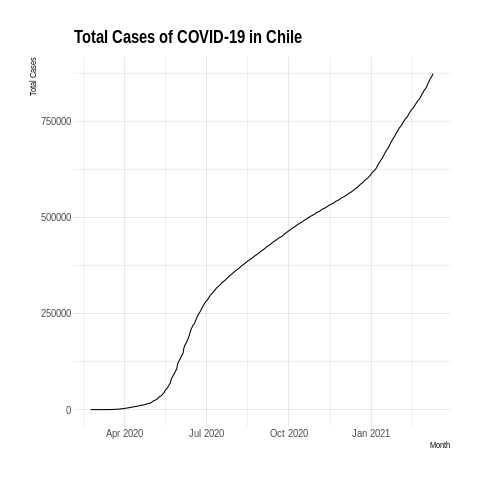 Total Cases of COVID-19 in Chile
Total Cases
750000
500000
250000
0
Apr 2020 Jul 2020 Oct 2020 Jan 2021
Month